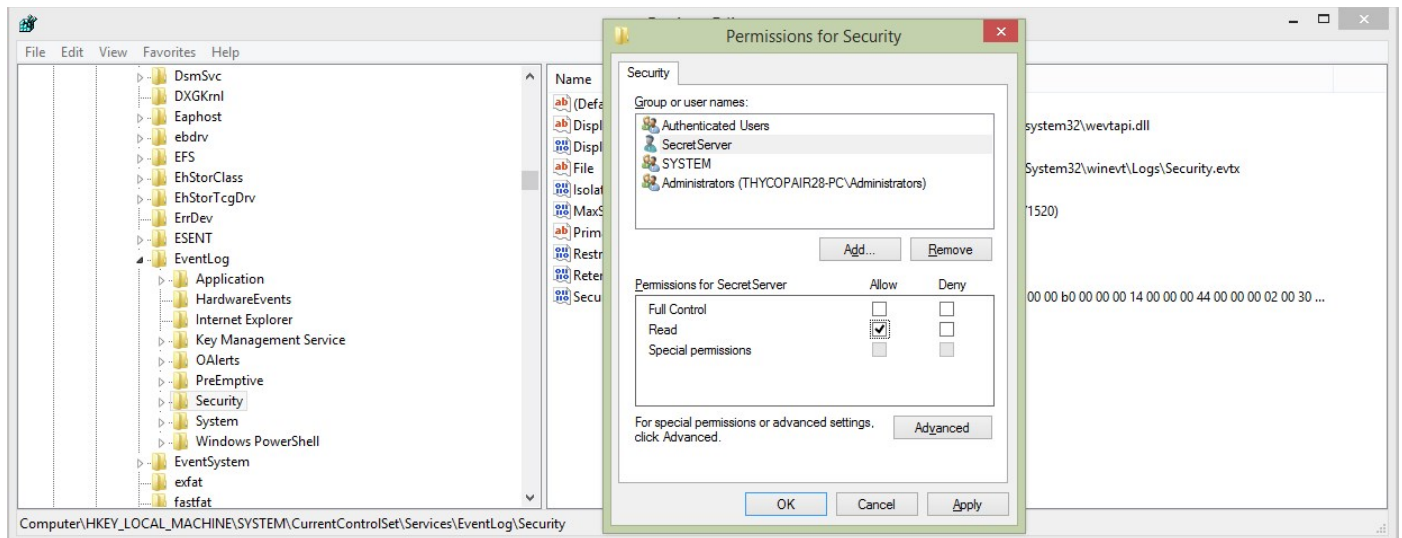 Permissions for Security
File Edit View Favorites Help
DsmSvc
DXGKrnl
Eaphost
ebdrv
EFS
EhStorClass
EhStorTcgDrv
ErrDev
ESENT
EventLog
Application
HardwareEvents
Internet Explorer
Key Management Service
OAlerts
PreEmptive
Security
System
Windows PowerShell
EventSystem
exfat
fastfat
Name
ab (Defa
ab Displ
Displ
ab File
Isolat
MaxS
ab Prim
Restr
Reter
Secu
Security
Group or user names:
Authenticated Users
SecretServer
SYSTEM
Administrators (THYCOPAIR28-PC\Administrators)
Add... Remove
Permissions for SecretServer Allow Deny
Full Control
Read
Special permissions
For special permissions or advanced settings,
click Advanced.
Advanced
OK Cancel Apply
system32\wevtapi.dll
System32\winevt\Logs\Security.evtx
1520)
00 00 b0 00 00 00 14 00 00 00 44 00 00 00 02 00 30 ...
Computer\HKEY_LOCAL_MACHINE\SYSTEM\CurrentControlSet\Services\EventLog\Security